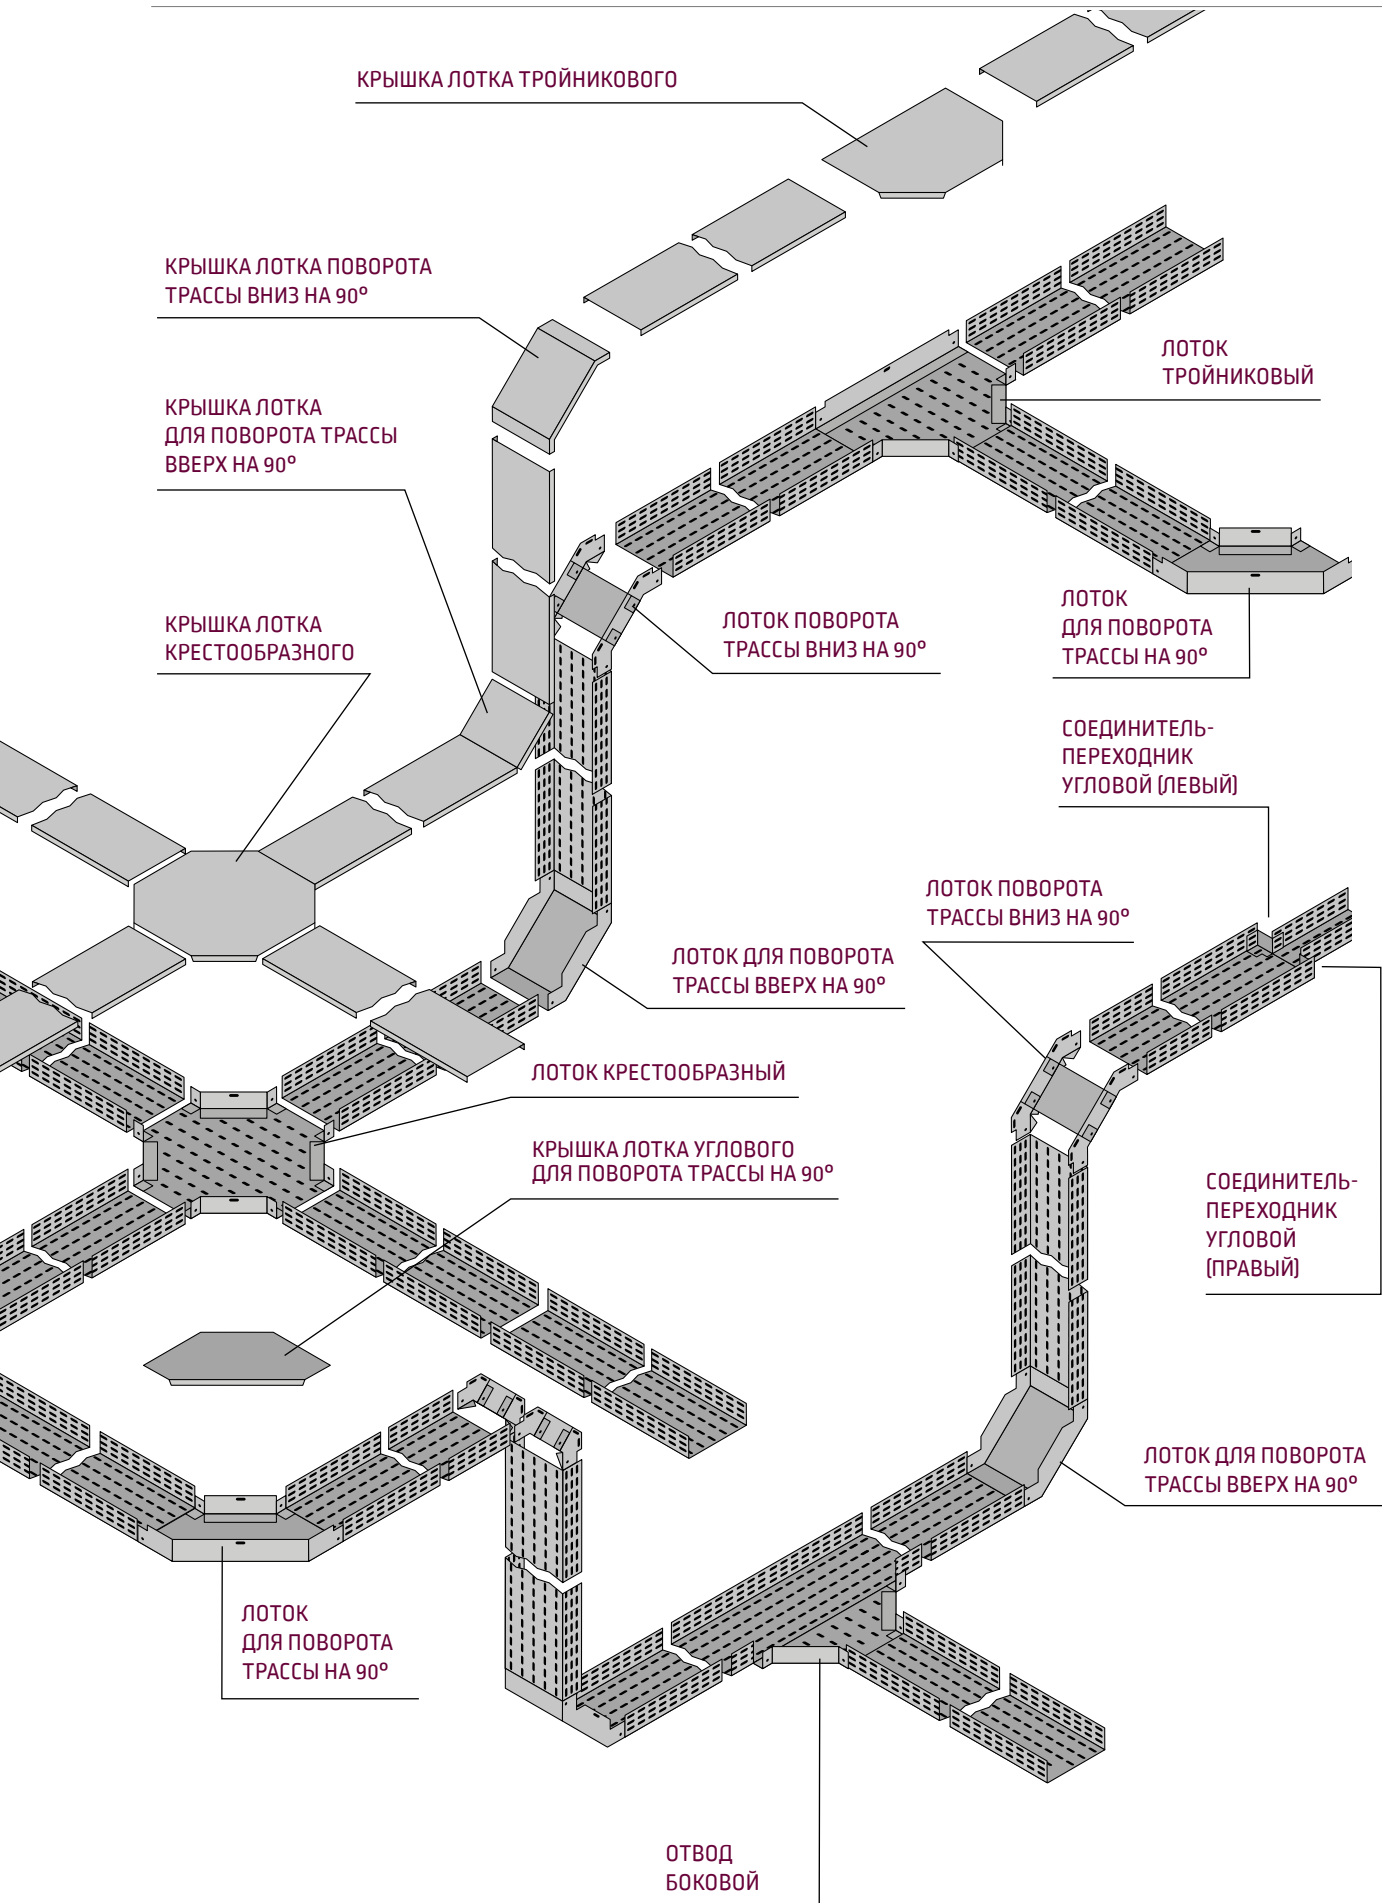 КРЫШКА ЛОТКА ТРОЙНИКОВОГО
КРЫШКА ЛОТКА ПОВОРОТА
ТРАССЫ ВНИЗ НА 90°
ЛОТОК
ТРОЙНИКОВЫЙ
КРЫШКА ЛОТКА
ДЛЯ ПОВОРОТА ТРАССЫ
ВВЕРХ НА 90°
КРЫШКА ЛОТКА
КРЕСТООБРАЗНОГО
ЛОТОК ПОВОРОТА
ТРАССЫ ВНИЗ НА 90°
ЛОТОК
ДЛЯ ПОВОРОТА
ТРАССЫ НА 90°
СОЕДИНИТЕЛЬ-
ПЕРЕХОДНИК
УГЛОВОЙ (ЛЕВЫЙ)
ЛОТОК ПОВОРОТА
ТРАССЫ ВНИЗ НА 90°
ЛОТОК ДЛЯ ПОВОРОТА
ТРАССЫ ВВЕРХ НА 90°
ЛОТОК КРЕСТООБРАЗНЫЙ
КРЫШКА ЛОТКА УГЛОВОГО
ДЛЯ ПОВОРОТА ТРАССЫ НА 90°
СОЕДИНИТЕЛЬ-
ПЕРЕХОДНИК
УГЛОВОЙ
(ПРАВЫЙ)
ЛОТОК ДЛЯ ПОВОРОТА
ТРАССЫ ВВЕРХ НА 90°
ЛОТОК
ДЛЯ ПОВОРОТА
ТРАССЫ НА 90°
ОТВОД
БОКОВОЙ